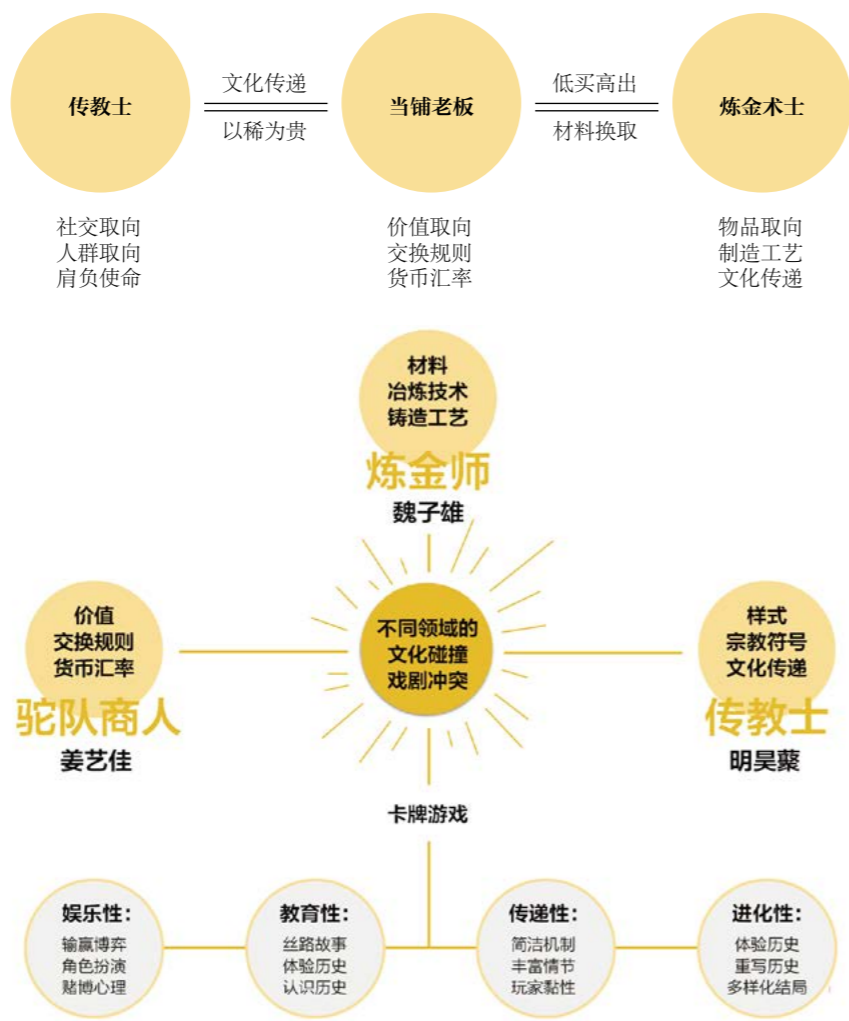 传教士
文化传递
以稀为贵
当铺老板
低买高出
材料换取
炼金术士
社交取向
人群取向
肩负使命
价值取向
交换规则
货币汇率
物品取向
制造工艺
文化传递
材料
冶炼技术
铸造工艺
炼金师
魏子雄
价值
交换规则
货币汇率
驼队商人
姜艺佳
不同领域的
文化碰撞
戏剧冲突
样式
宗教符号
文化传递
传教士
明昊蘽
卡牌游戏
娱乐性：
输赢博弈
角色扮演
赌博心理
教育性：
丝路故事
体验历史
认识历史
传递性：
简洁机制
丰富情节
玩家黏性
进化性：
体验历史
重写历史
多样化结局